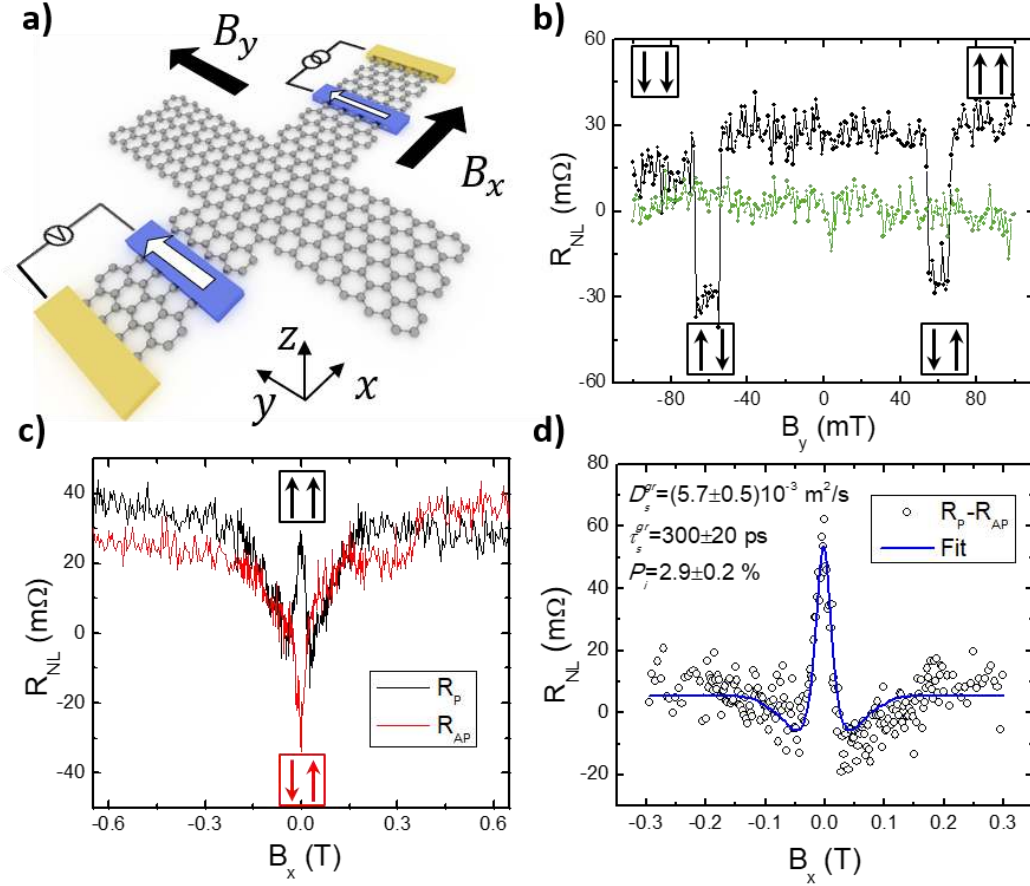 a)
B_y
B_x
V
z
y
x
b)
60
30
0
-30
-60
R_NL (mΩ)
-80 -40 0 40 80
B_y (mT)
c)
40
20
0
-20
-40
R_NL (mΩ)
R_P
R_AP
-0.6 -0.3 0.0 0.3 0.6
B_x (T)
d)
80
60
40
20
0
-20
R_NL (mΩ)
D_s^gr=(5.7±0.5)10^-3 m²/s
τ_s^gr=300±20 ps
P_i=2.9±0.2 %
R_P-R_AP
Fit
-0.3 -0.2 -0.1 0.0 0.1 0.2 0.3
B_x (T)